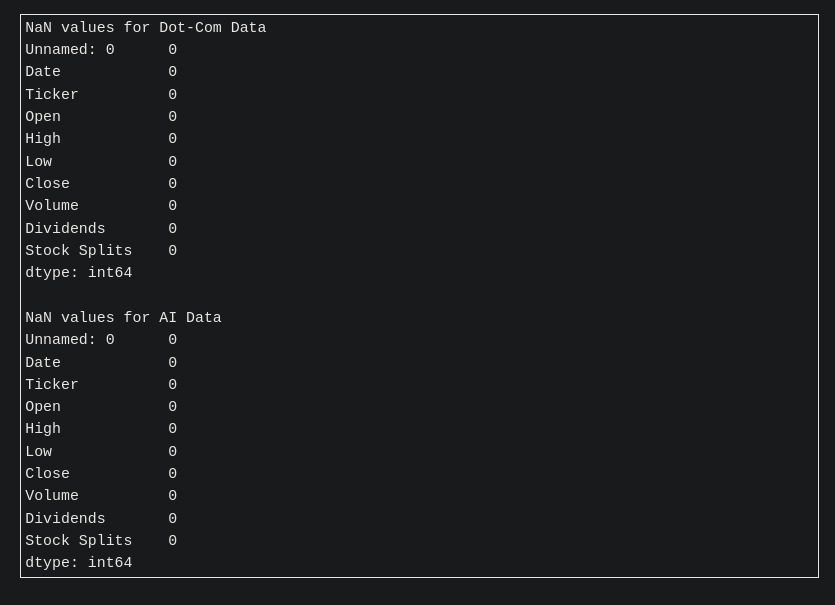 NaN values for Dot-Com Data
Unnamed: 0      0
Date            0
Ticker          0
Open            0
High            0
Low             0
Close           0
Volume          0
Dividends       0
Stock Splits    0
dtype: int64

NaN values for AI Data
Unnamed: 0      0
Date            0
Ticker          0
Open            0
High            0
Low             0
Close           0
Volume          0
Dividends       0
Stock Splits    0
dtype: int64